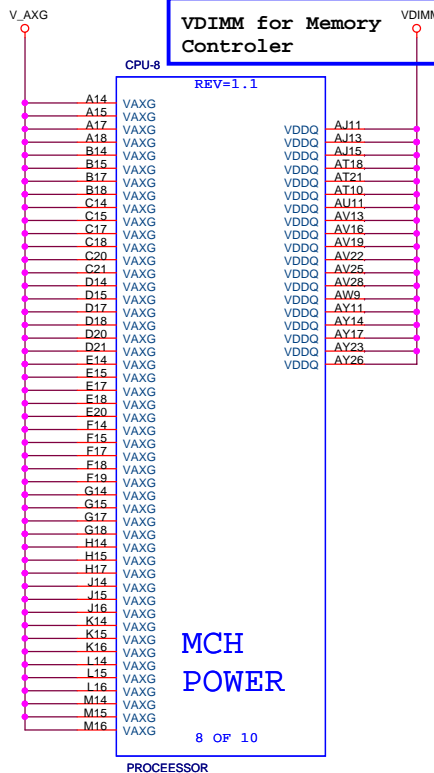 V_AXG
VDIMM for Memory
Controler
VDIMM
CPU-8
REV=1.1
A14 VAXG
A15 VAXG
A17 VAXG
A18 VAXG
B14 VAXG
B15 VAXG
B17 VAXG
B18 VAXG
C14 VAXG
C15 VAXG
C17 VAXG
C18 VAXG
C20 VAXG
C21 VAXG
D14 VAXG
D15 VAXG
D17 VAXG
D18 VAXG
D20 VAXG
D21 VAXG
E14 VAXG
E15 VAXG
E17 VAXG
E18 VAXG
E20 VAXG
F14 VAXG
F15 VAXG
F17 VAXG
F18 VAXG
F19 VAXG
G14 VAXG
G15 VAXG
G17 VAXG
G18 VAXG
H14 VAXG
H15 VAXG
H17 VAXG
J14 VAXG
J15 VAXG
J16 VAXG
K14 VAXG
K15 VAXG
K16 VAXG
L14 VAXG
L15 VAXG
L16 VAXG
M14 VAXG
M15 VAXG
M16 VAXG
VDDQ AJ11
VDDQ AJ13
VDDQ AJ15
VDDQ AT18
VDDQ AT21
VDDQ AT10
VDDQ AU11
VDDQ AV13
VDDQ AV16
VDDQ AV19
VDDQ AV22
VDDQ AV25
VDDQ AV28
VDDQ AW9
VDDQ AY11
VDDQ AY14
VDDQ AY17
VDDQ AY23
VDDQ AY26
MCH
POWER
8 OF 10
PROCEESSOR